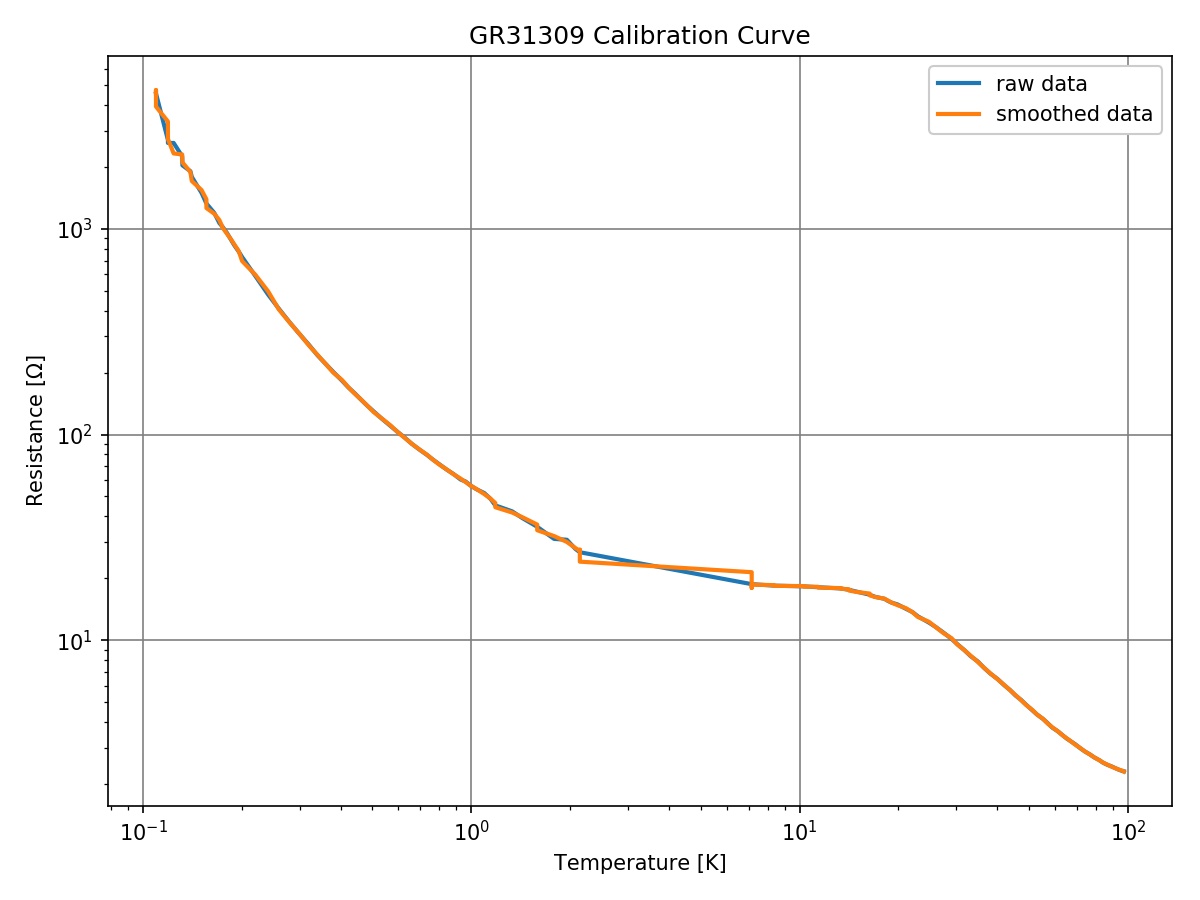 GR31309 Calibration Curve
raw data
smoothed data
Resistance [Ω]
10³
10²
10¹
10⁻¹
10⁰
10¹
10²
Temperature [K]